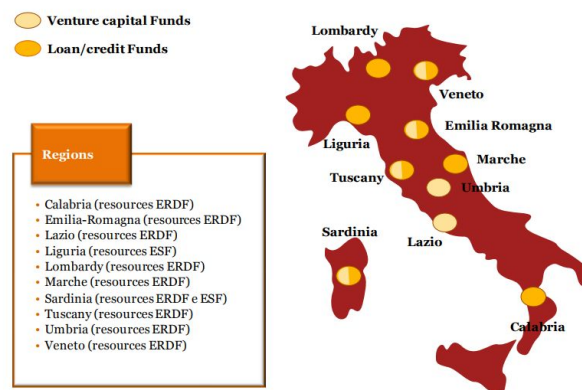 Venture capital Funds
Loan/credit Funds
Lombardy
Veneto
Emilia Romagna
Liguria
Marche
Tuscany
Umbria
Sardinia
Lazio
Calabria
Regions
• Calabria (resources ERDF)
• Emilia-Romagna (resources ERDF)
• Lazio (resources ERDF)
• Liguria (resources ESF)
• Lombardy (resources ERDF)
• Marche (resources ERDF)
• Sardinia (resources ERDF e ESF)
• Tuscany (resources ERDF)
• Umbria (resources ERDF)
• Veneto (resources ERDF)